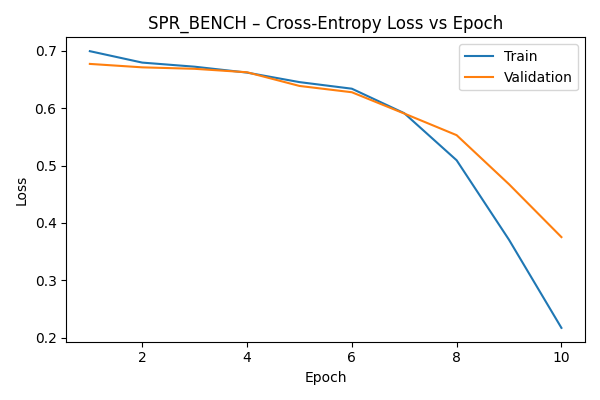 SPR_BENCH – Cross-Entropy Loss vs Epoch
Train
Validation
0.7
0.6
0.5
0.4
0.3
0.2
Loss
2
4
6
8
10
Epoch